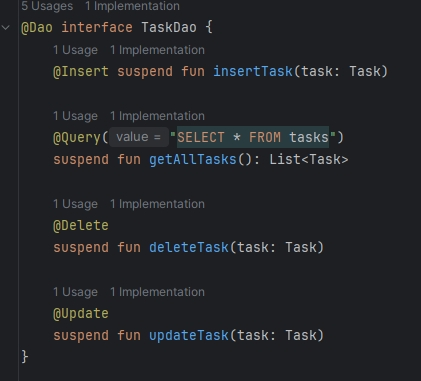 5 Usages 1 Implementation
@Dao interface TaskDao {
1 Usage 1 Implementation
@Insert suspend fun insertTask(task: Task)
1 Usage 1 Implementation
@Query( value = "SELECT * FROM tasks")
suspend fun getAllTasks(): List<Task>
1 Usage 1 Implementation
@Delete
suspend fun deleteTask(task: Task)
1 Usage 1 Implementation
@Update
suspend fun updateTask(task: Task)
}